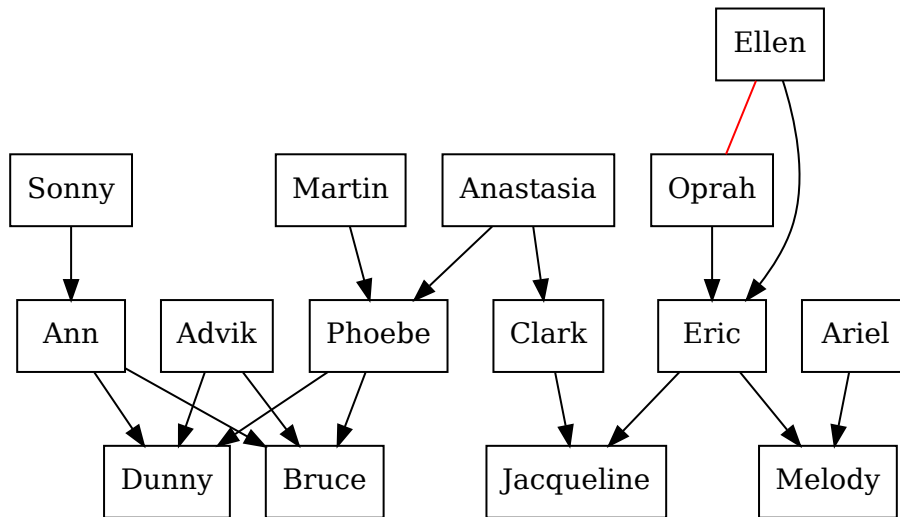 Ellen
Sonny
Martin
Anastasia
Oprah
Ann
Advik
Phoebe
Clark
Eric
Ariel
Dunny
Bruce
Jacqueline
Melody